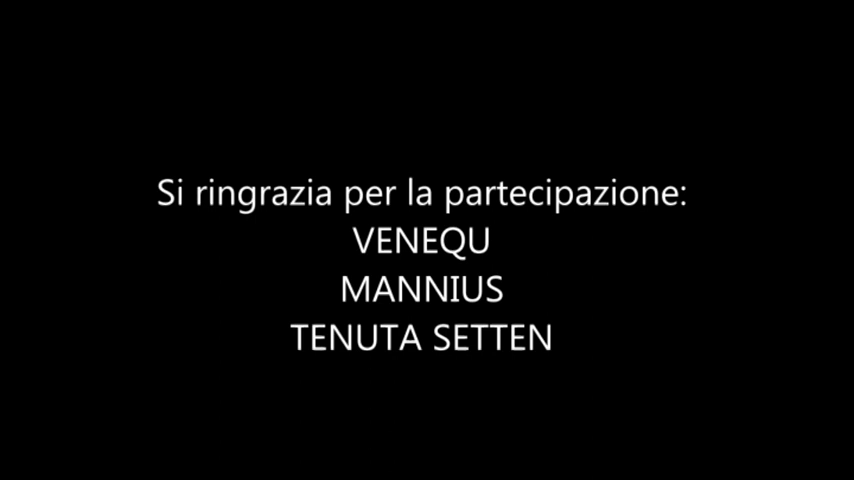 Si ringrazia per la partecipazione:
VENEQU
MANNIUS
TENUTA SETTEN